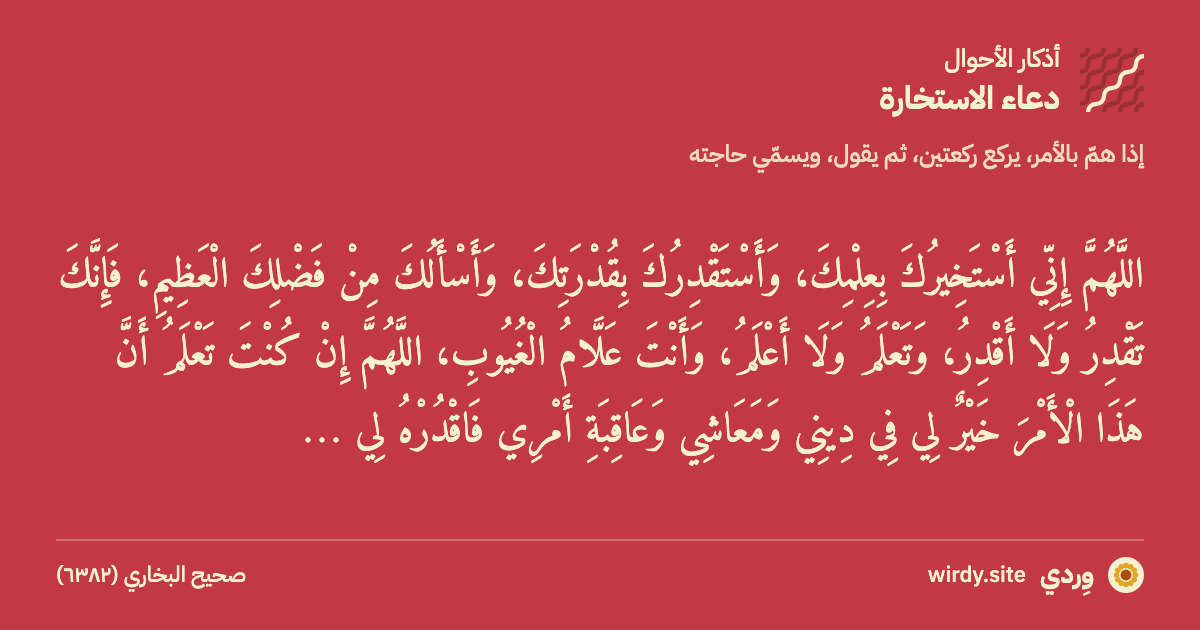 أذكار الأحوال
دعاء الاستخارة
إذا همّ بالأمر، يركع ركعتين، ثم يقول، ويسمّي حاجته
اللَّهُمَّ إِنِّي أَسْتَخِيرُكَ بِعِلْمِكَ، وَأَسْتَقْدِرُكَ بِقُدْرَتِكَ، وَأَسْأَلُكَ مِنْ فَضْلِكَ الْعَظِيمِ، فَإِنَّكَ
تَقْدِرُ وَلَا أَقْدِرُ، وَتَعْلَمُ وَلَا أَعْلَمُ، وَأَنْتَ عَلَّامُ الْغُيُوبِ، اللَّهُمَّ إِنْ كُنْتَ تَعْلَمُ أَنَّ
هَذَا الْأَمْرَ خَيْرٌ لِي فِي دِينِي وَمَعَاشِي وَعَاقِبَةِ أَمْرِي فَاقْدُرْهُ لِي ...
وِردي wirdy.site
صحيح البخاري (٦٣٨٢)